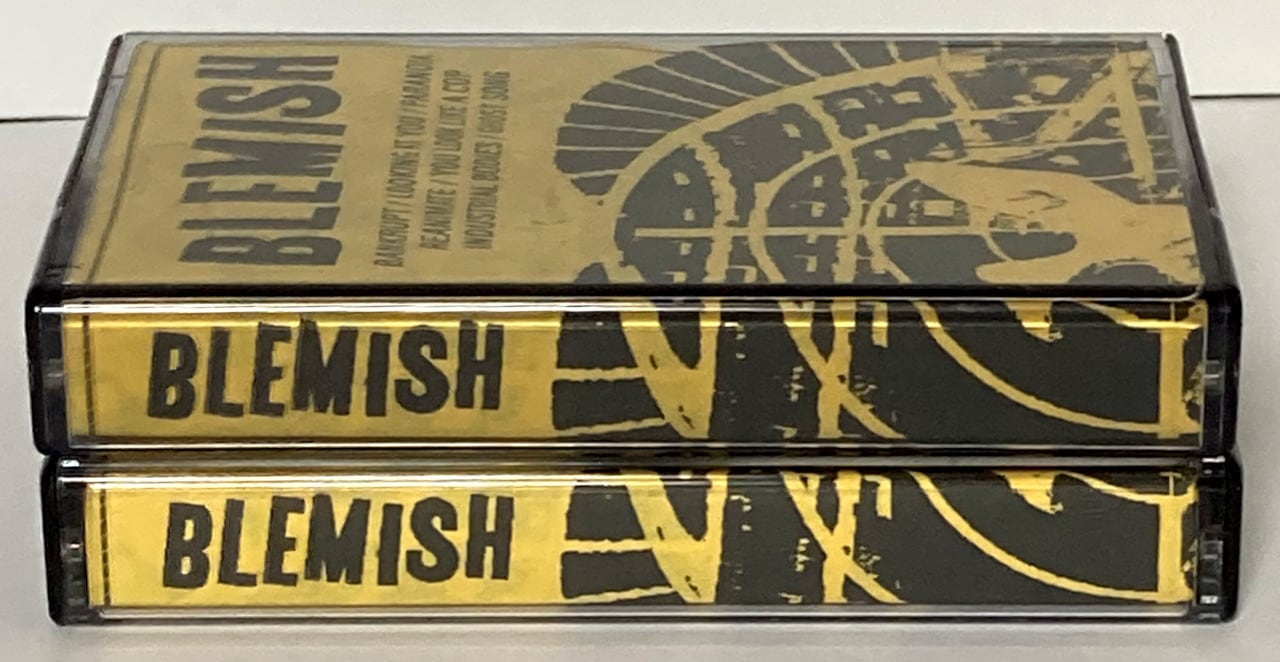 BLEMISH
BANKRUPT / LOOKING AT YOU / PARANOIA
REANIMATE / YOU LOOK LIKE A COP
INDUSTRIAL BODIES / GHOST SONG
BLEMISH
BLEMISH